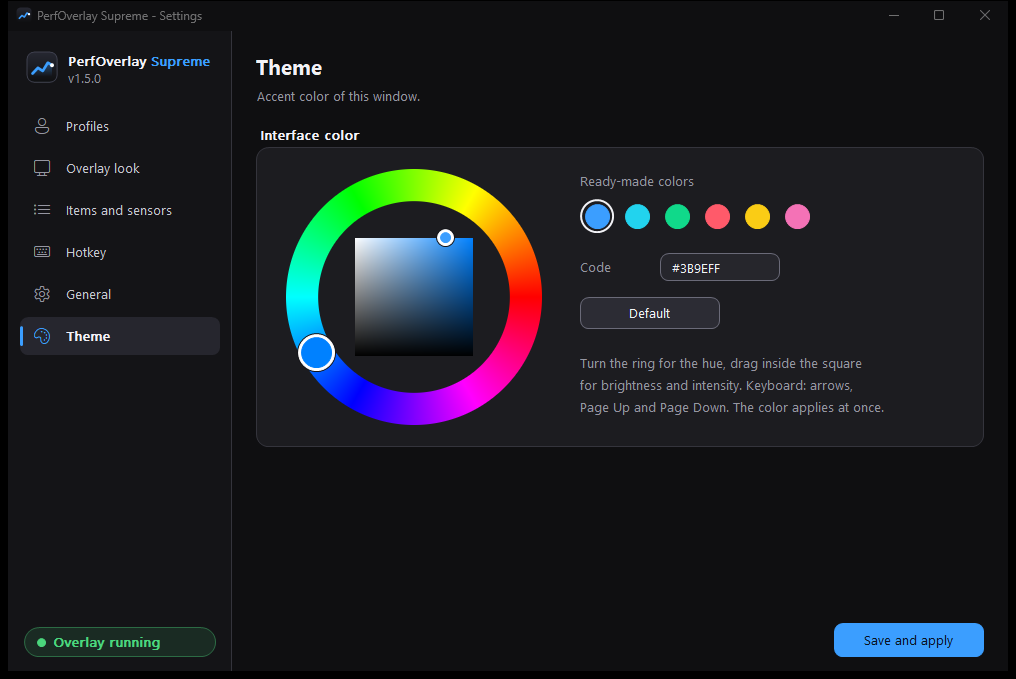 PerfOverlay Supreme - Settings
PerfOverlay Supreme
v1.5.0
Profiles
Overlay look
Items and sensors
Hotkey
General
Theme
Overlay running
Theme
Accent color of this window.
Interface color
Ready-made colors
Code
#3B9EFF
Default
Turn the ring for the hue, drag inside the square
for brightness and intensity. Keyboard: arrows,
Page Up and Page Down. The color applies at once.
Save and apply